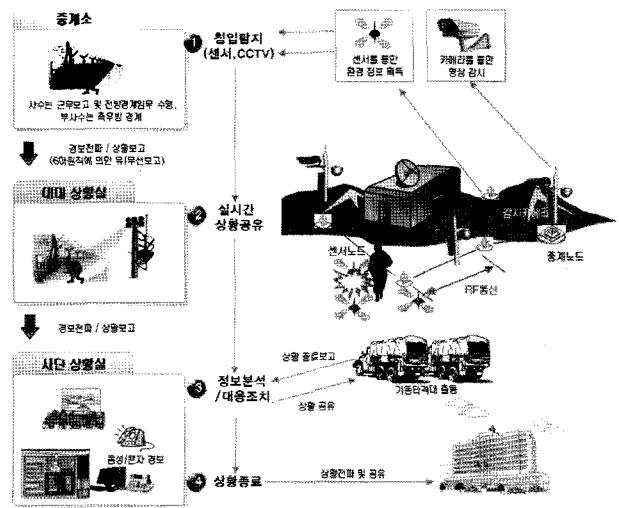 중계소
사수는 근무보고 및 전방경계임무 수행,
부사수는 측후방 경계
경보전파 / 상황보고
(6하원칙에 의한 유/무선보고)
대대 상황실
경보전파 / 상황보고
사단 상황실
음성/문자 경보
1 침입탐지
(센서,CCTV)
2 실시간
상황공유
3 정보분석
/대응조치
4 상황종료
센서를 통한
환경 정보 획득
카메라를 통한
영상 감시
감시카메라
센서노드
중계노드
RF통신
상황 종료보고
기동타격대 출동
상황 공유
상황전파 및 공유